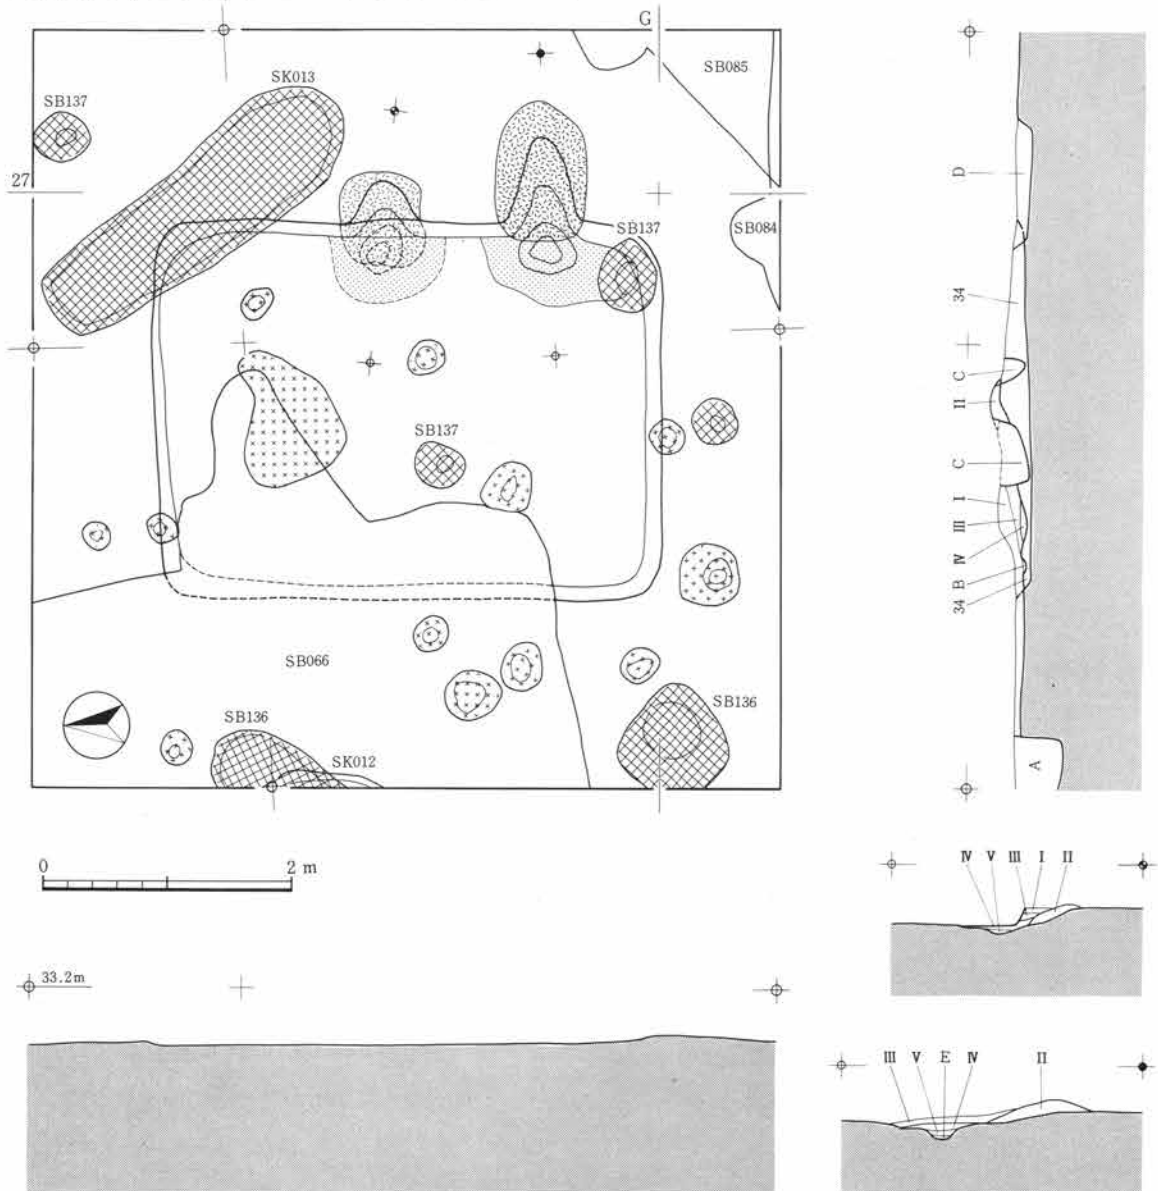 G
SB085
SK013
SB137
27
SB137
SB084
SB137
SB066
SB136
SB136
SK012
0 2 m
33.2m
D
34
C
II
C
I
III
IV
B
34
A
IV V III I II
III V E IV II